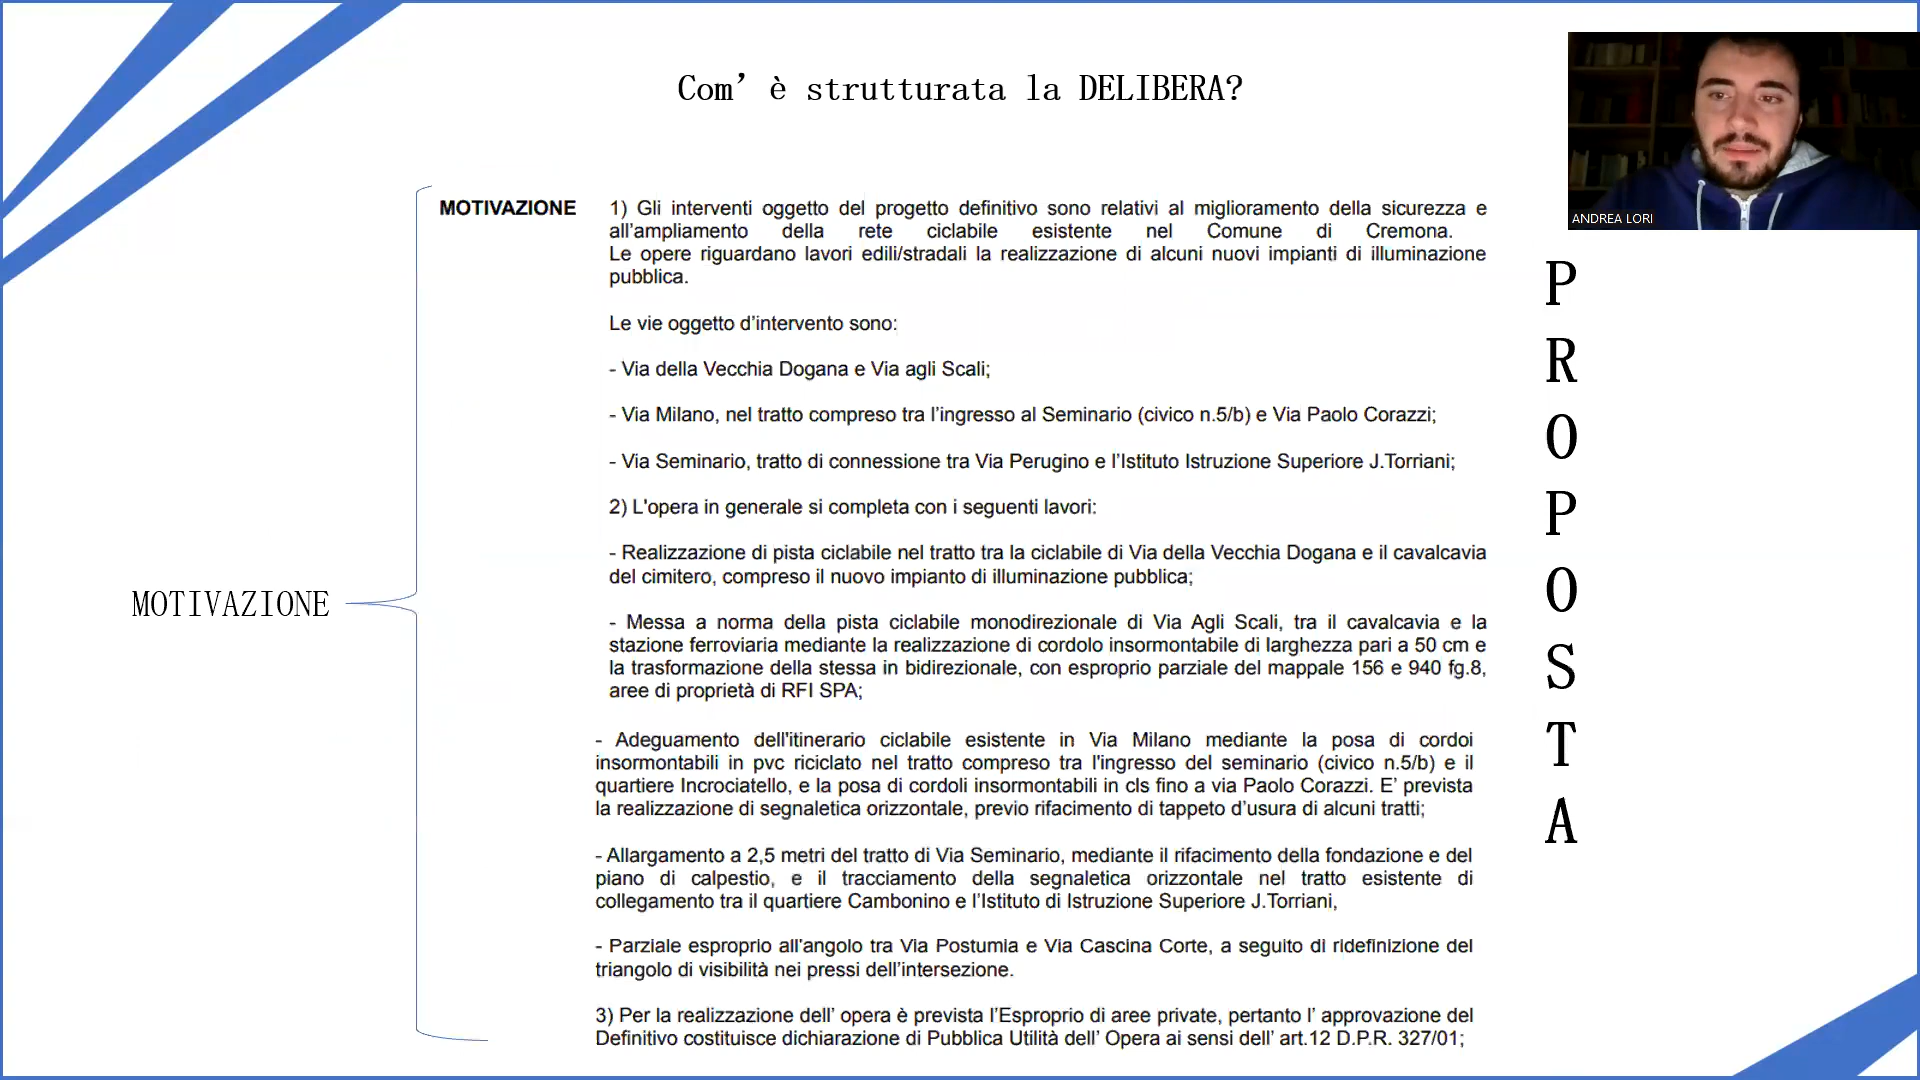 Com’ è strutturata la DELIBERA?
ANDREA LORI
MOTIVAZIONE
MOTIVAZIONE
1) Gli interventi oggetto del progetto definitivo sono relativi al miglioramento della sicurezza e
all’ampliamento della rete ciclabile esistente nel Comune di Cremona.
Le opere riguardano lavori edili/stradali la realizzazione di alcuni nuovi impianti di illuminazione
pubblica.
Le vie oggetto d’intervento sono:
- Via della Vecchia Dogana e Via agli Scali;
- Via Milano, nel tratto compreso tra l’ingresso al Seminario (civico n.5/b) e Via Paolo Corazzi;
- Via Seminario, tratto di connessione tra Via Perugino e l’Istituto Istruzione Superiore J.Torriani;
2) L'opera in generale si completa con i seguenti lavori:
- Realizzazione di pista ciclabile nel tratto tra la ciclabile di Via della Vecchia Dogana e il cavalcavia
del cimitero, compreso il nuovo impianto di illuminazione pubblica;
- Messa a norma della pista ciclabile monodirezionale di Via Agli Scali, tra il cavalcavia e la
stazione ferroviaria mediante la realizzazione di cordolo insormontabile di larghezza pari a 50 cm e
la trasformazione della stessa in bidirezionale, con esproprio parziale del mappale 156 e 940 fg.8,
aree di proprietà di RFI SPA;
- Adeguamento dell'itinerario ciclabile esistente in Via Milano mediante la posa di cordoi
insormontabili in pvc riciclato nel tratto compreso tra l'ingresso del seminario (civico n.5/b) e il
quartiere Incrociatello, e la posa di cordoli insormontabili in cls fino a via Paolo Corazzi. E’ prevista
la realizzazione di segnaletica orizzontale, previo rifacimento di tappeto d’usura di alcuni tratti;
- Allargamento a 2,5 metri del tratto di Via Seminario, mediante il rifacimento della fondazione e del
piano di calpestio, e il tracciamento della segnaletica orizzontale nel tratto esistente di
collegamento tra il quartiere Cambonino e l’Istituto di Istruzione Superiore J.Torriani,
- Parziale esproprio all'angolo tra Via Postumia e Via Cascina Corte, a seguito di ridefinizione del
triangolo di visibilità nei pressi dell’intersezione.
3) Per la realizzazione dell’ opera è prevista l’Esproprio di aree private, pertanto l’ approvazione del
Definitivo costituisce dichiarazione di Pubblica Utilità dell’ Opera ai sensi dell’ art.12 D.P.R. 327/01;
P
R
O
P
O
S
T
A